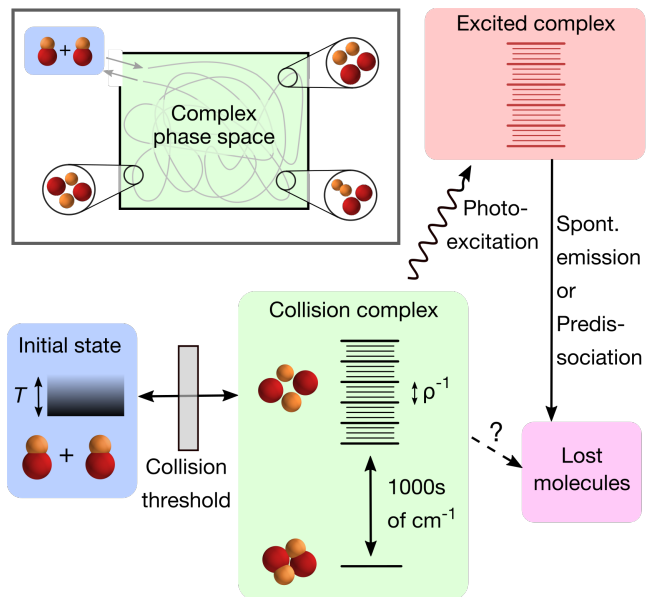 +
Complex
phase space
Excited complex
Photo-
excitation
Spont.
emission
or
Predis-
sociation
Collision complex
ρ⁻¹
1000s
of cm⁻¹
Initial state
T
+
Collision
threshold
?
Lost
molecules